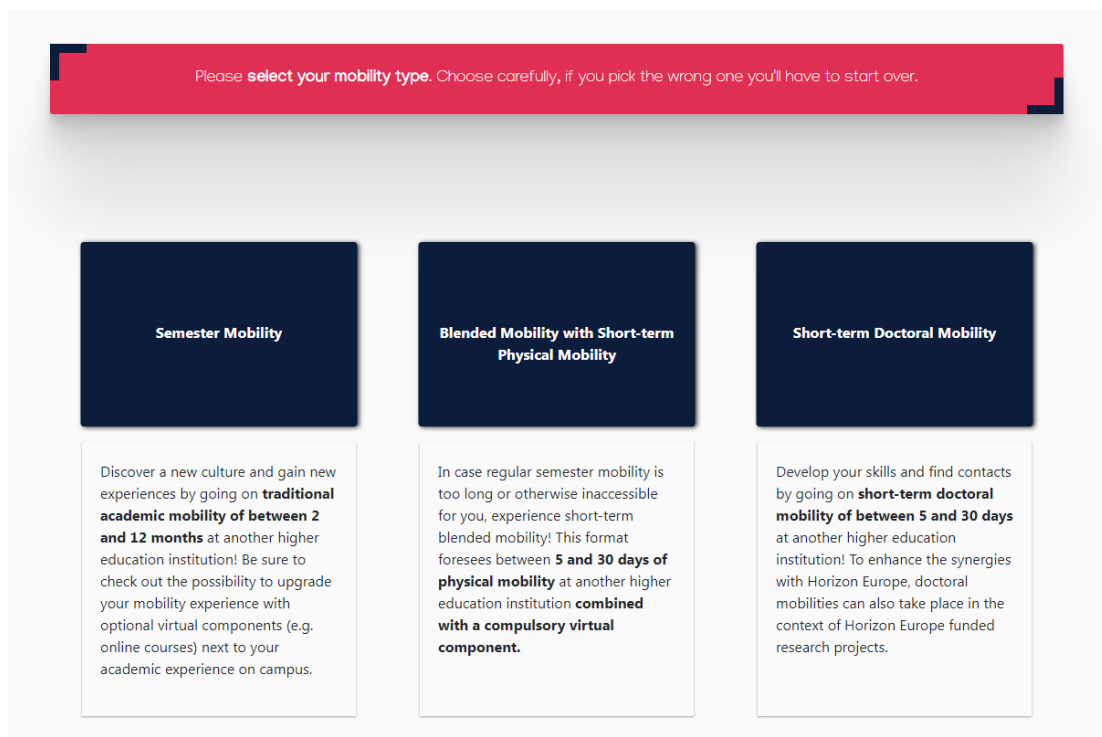 Please select your mobility type. Choose carefully, if you pick the wrong one you'll have to start over.
Semester Mobility
Blended Mobility with Short-term
Physical Mobility
Short-term Doctoral Mobility
Discover a new culture and gain new
experiences by going on traditional
academic mobility of between 2
and 12 months at another higher
education institution! Be sure to
check out the possibility to upgrade
your mobility experience with
optional virtual components (e.g.
online courses) next to your
academic experience on campus.
In case regular semester mobility is
too long or otherwise inaccessible
for you, experience short-term
blended mobility! This format
foresees between 5 and 30 days of
physical mobility at another higher
education institution combined
with a compulsory virtual
component.
Develop your skills and find contacts
by going on short-term doctoral
mobility of between 5 and 30 days
at another higher education
institution! To enhance the synergies
with Horizon Europe, doctoral
mobilities can also take place in the
context of Horizon Europe funded
research projects.